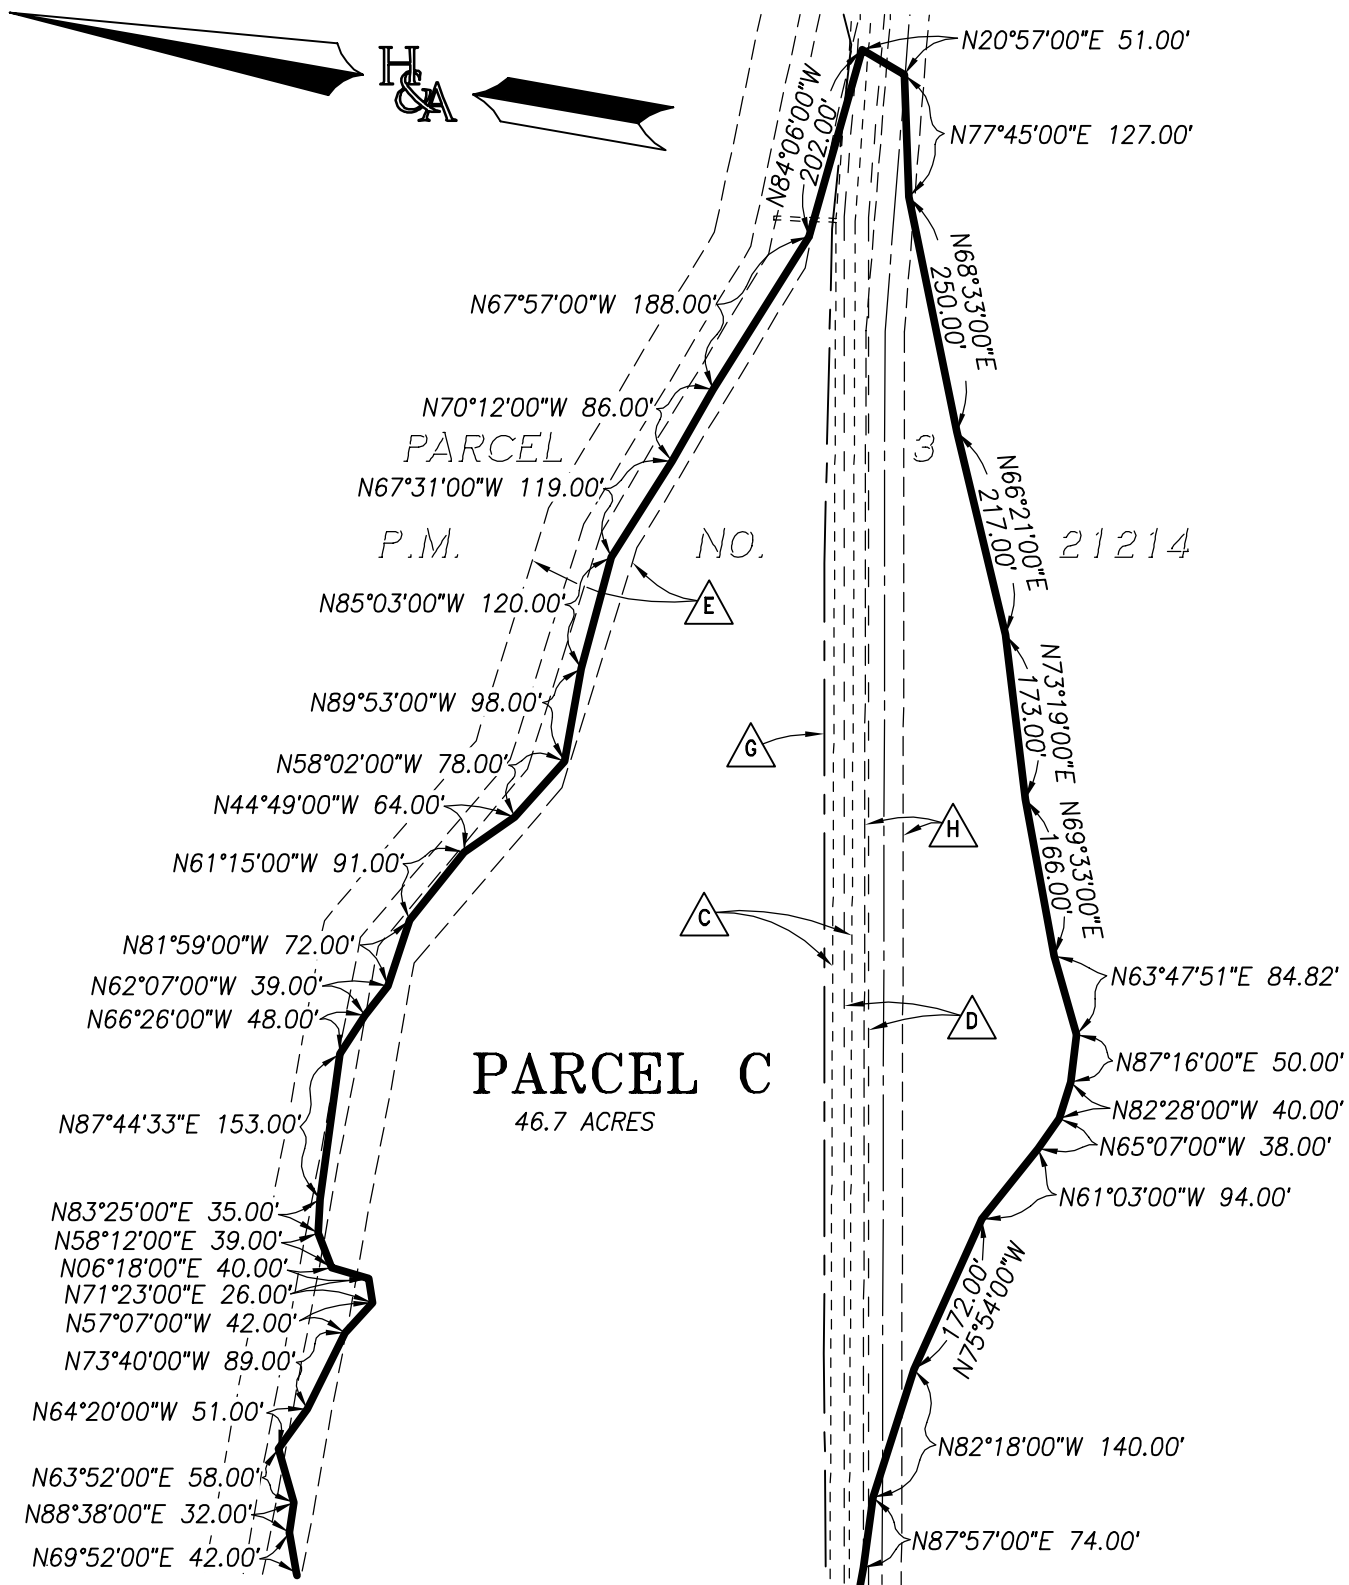 H&A
N20°57'00"E 51.00'
N84°06'00"W
202.00'
N77°45'00"E 127.00'
N68°33'00"E
250.00'
N67°57'00"W 188.00'
N70°12'00"W 86.00'
PARCEL 3
N67°31'00"W 119.00'
N66°21'00"E
217.00'
P.M. NO. 21214
N85°03'00"W 120.00'
E
N89°53'00"W 98.00'
N73°19'00"E
173.00'
G
N58°02'00"W 78.00'
N44°49'00"W 64.00'
H
N69°33'00"E
166.00'
N61°15'00"W 91.00'
C
N81°59'00"W 72.00'
N62°07'00"W 39.00'
N63°47'51"E 84.82'
N66°26'00"W 48.00'
D
PARCEL C
46.7 ACRES
N87°16'00"E 50.00'
N82°28'00"W 40.00'
N87°44'33"E 153.00'
N65°07'00"W 38.00'
N61°03'00"W 94.00'
N83°25'00"E 35.00'
N58°12'00"E 39.00'
N06°18'00"E 40.00'
N71°23'00"E 26.00'
N57°07'00"W 42.00'
172.00'
N75°54'00"W
N73°40'00"W 89.00'
N64°20'00"W 51.00'
N82°18'00"W 140.00'
N63°52'00"E 58.00'
N88°38'00"E 32.00'
N87°57'00"E 74.00'
N69°52'00"E 42.00'